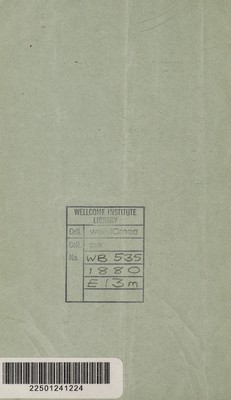 WELLCOME INSTITUTE
LIBRARY
Coll.
Call
No. WB 535
1880
E13m
22501241224